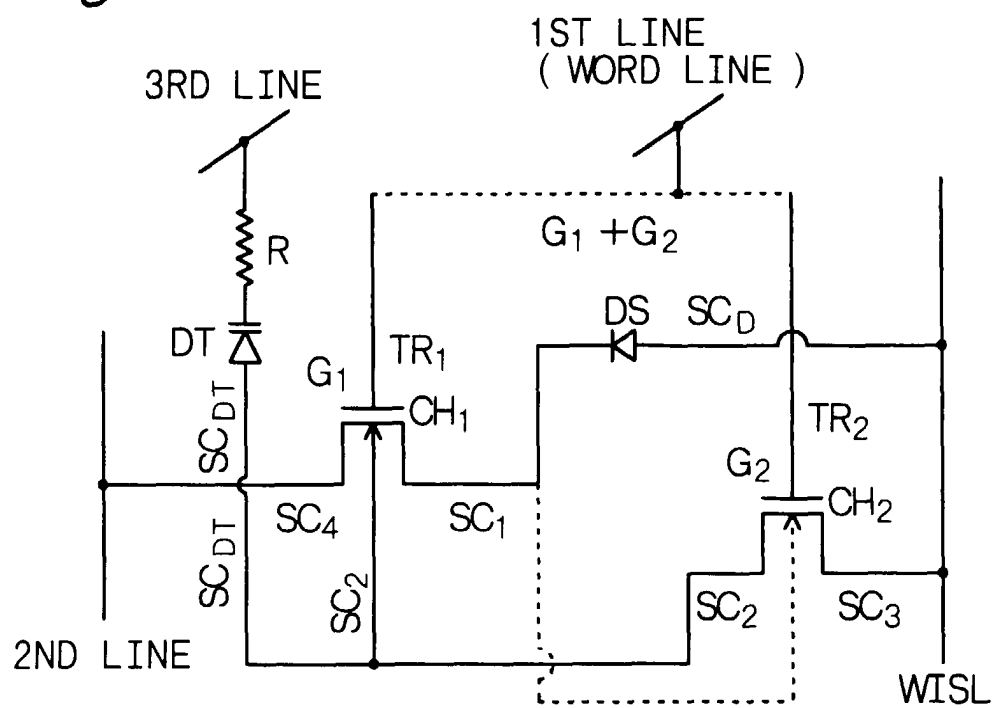 1ST LINE
( WORD LINE )
3RD LINE
G1 +G2
R
DS
SCD
DT
TR1
G1
CH1
SCDT
TR2
G2
CH2
SC4
SC1
SCDT
SC2
SC2
SC3
2ND LINE
WISL